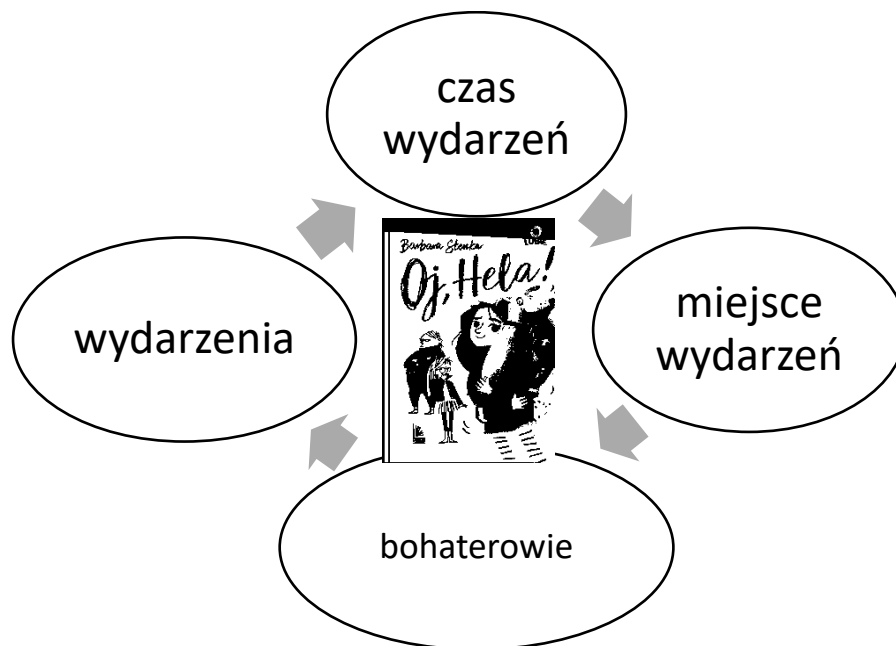 czas
wydarzeń
Barbara Stenka
Oj, Hela!
wydarzenia
miejsce
wydarzeń
bohaterowie